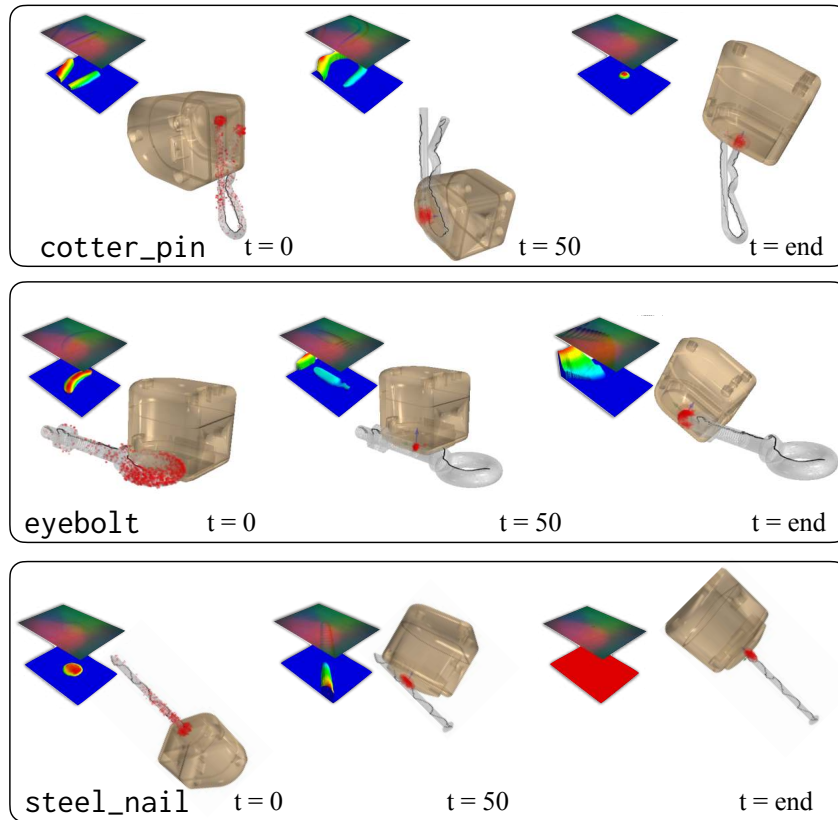 cotter_pin t = 0 t = 50 t = end
eyebolt t = 0 t = 50 t = end
steel_nail t = 0 t = 50 t = end